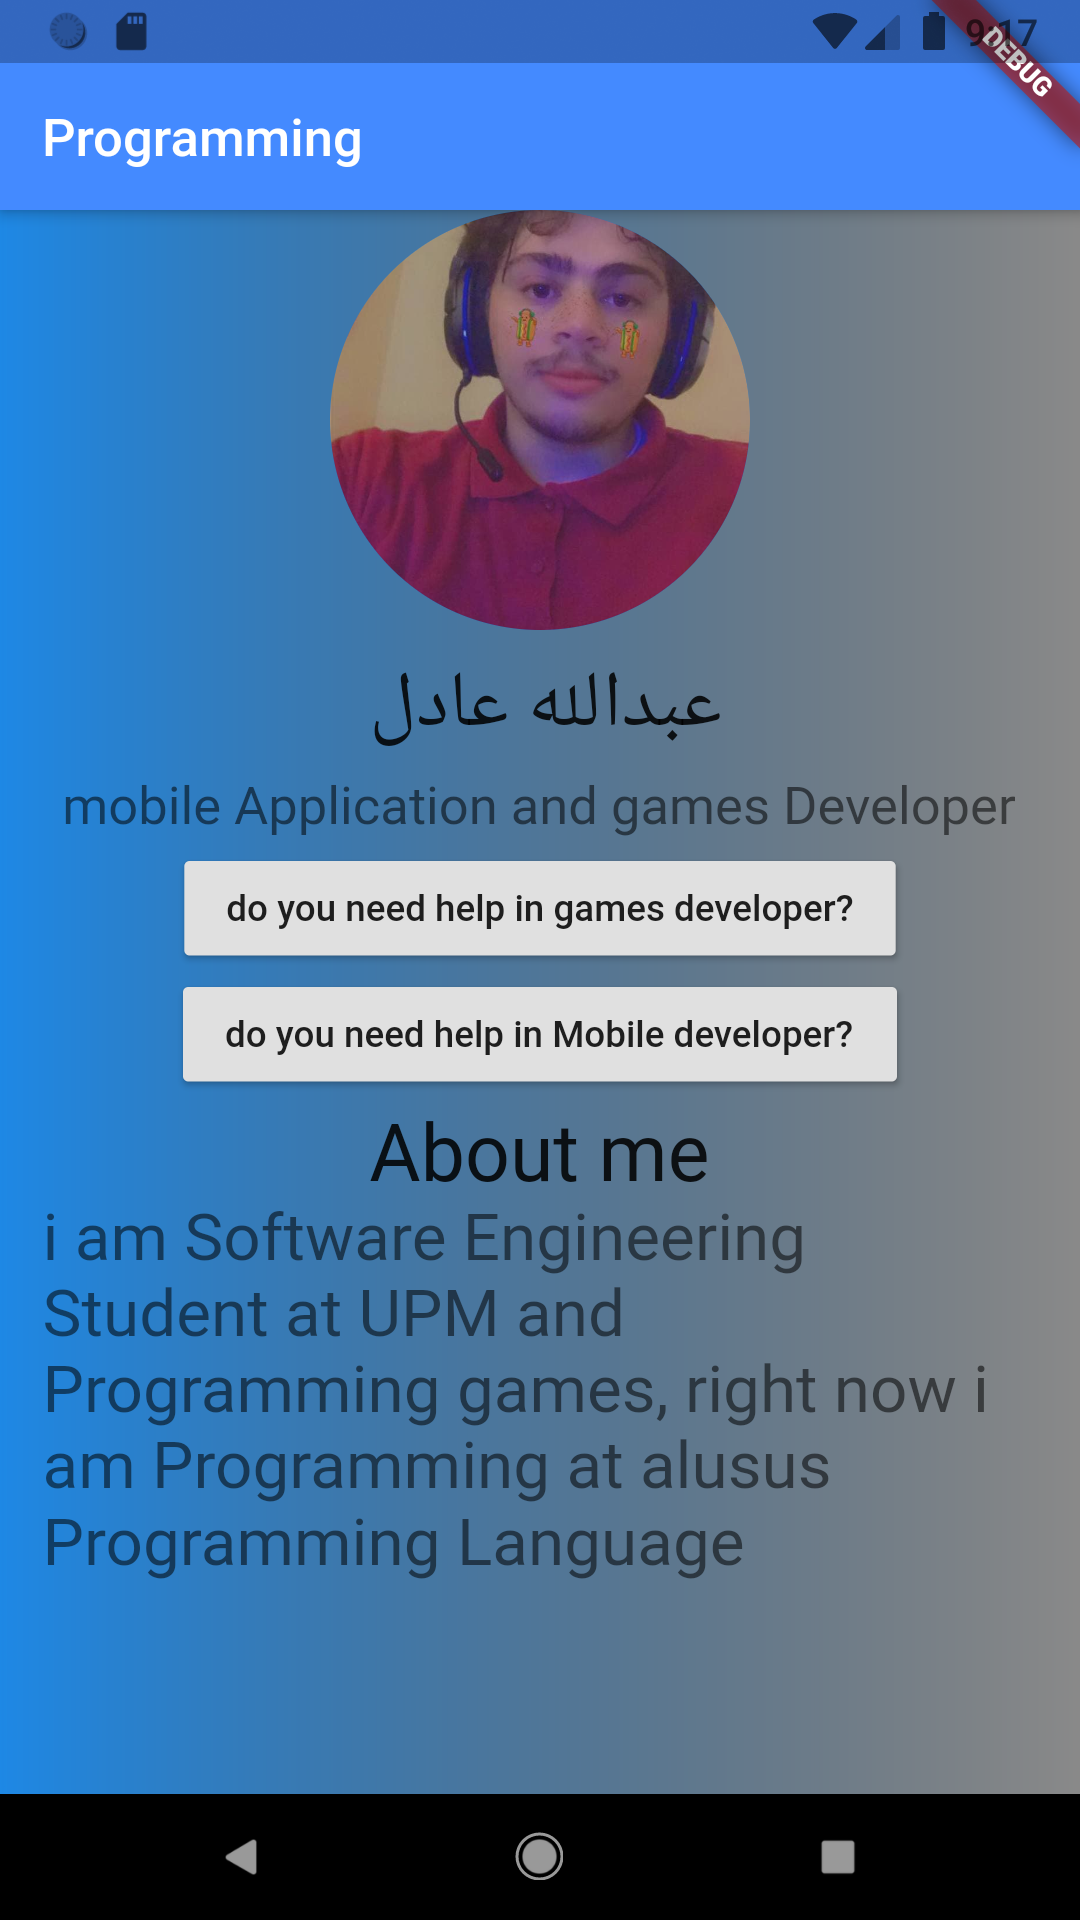 9:17
DEBUG
Programming
عبدالله عادل
mobile Application and games Developer
do you need help in games developer?
do you need help in Mobile developer?
About me
i am Software Engineering
Student at UPM and
Programming games, right now i
am Programming at alusus
Programming Language